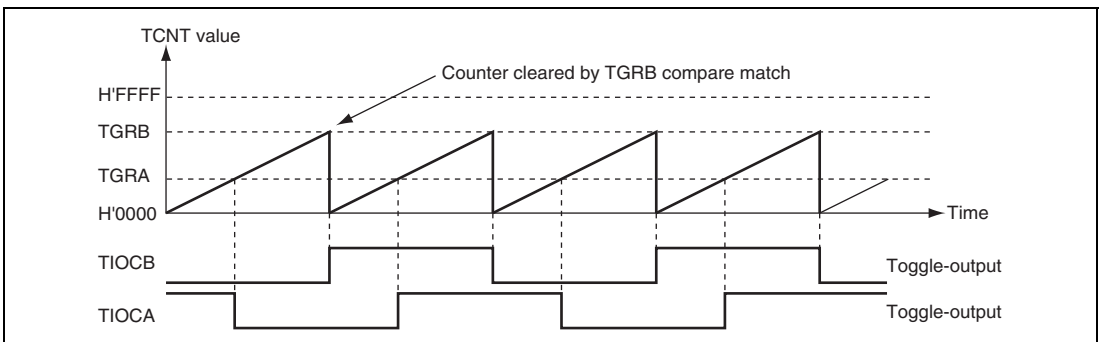 TCNT value
Counter cleared by TGRB compare match
H'FFFF
TGRB
TGRA
H'0000
Time
TIOCB
Toggle-output
TIOCA
Toggle-output